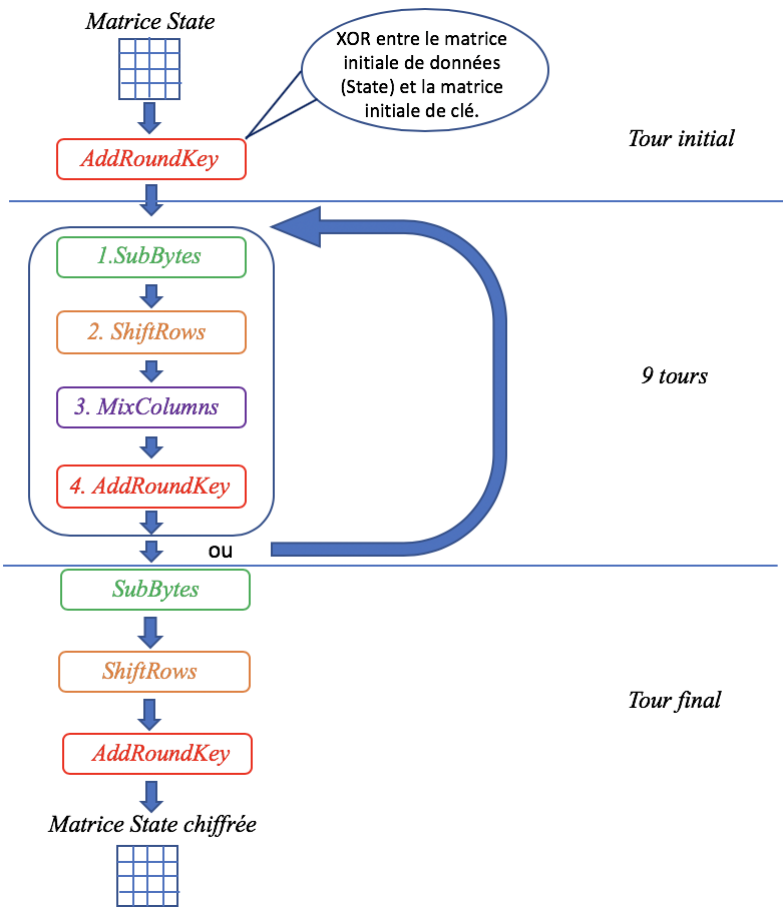 Matrice State
XOR entre le matrice
initiale de données
(State) et la matrice
initiale de clé.
AddRoundKey
Tour initial
1.SubBytes
2. ShiftRows
3. MixColumns
9 tours
4. AddRoundKey
ou
SubBytes
ShiftRows
Tour final
AddRoundKey
Matrice State chiffrée